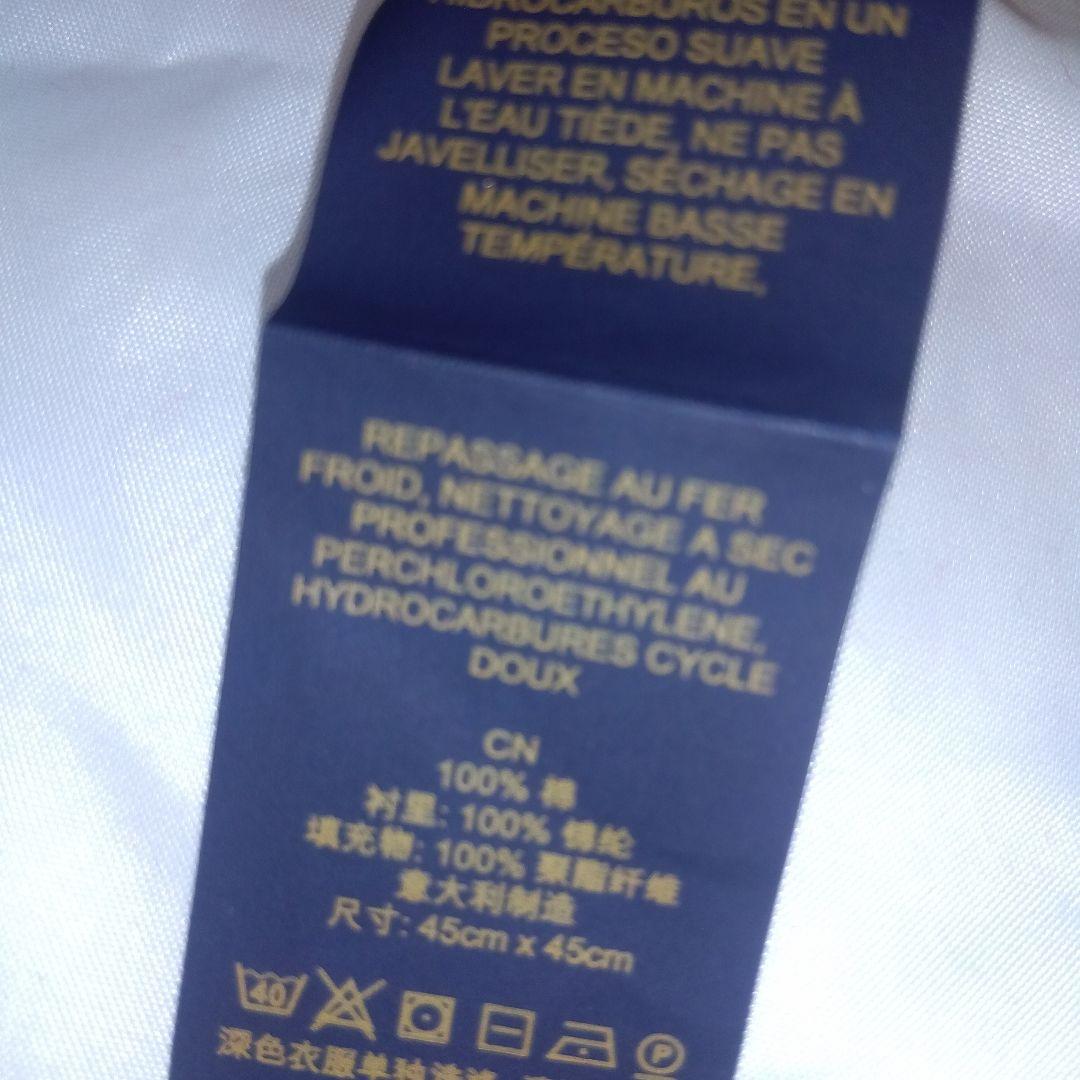 HIDROCARBUROS EN UN
PROCESO SUAVE
LAVER EN MACHINE À
L'EAU TIÉDE, NE PAS
JAVELLISER, SÉCHAGE EN
MACHINE BASSE
TEMPÉRATURE,
REPASSAGE AU FER
FROID, NETTOYAGE A SEC
PROFESSIONNEL AU
PERCHLOROETHYLENE,
HYDROCARBURES CYCLE
DOUX
CN
100% 棉
衬里: 100% 锦纶
填充物: 100% 聚酯纤维
意大利制造
尺寸: 45cm x 45cm
40 P
深色衣服单独洗涤